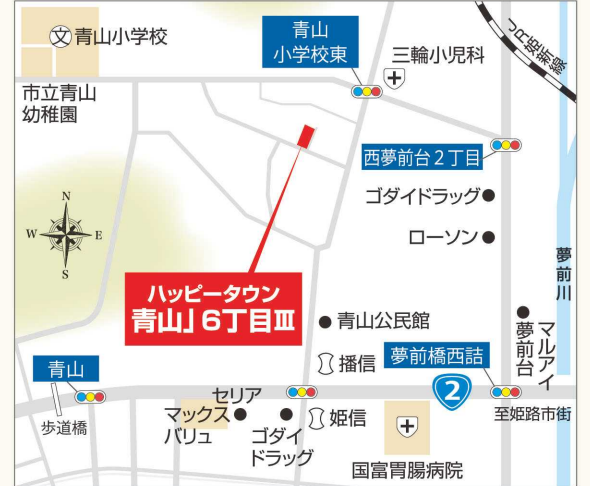 文 青山小学校
市立青山
幼稚園
青山
小学校東
三輪小児科
JR姫新線
西夢前台2丁目
ゴダイドラッグ
ローソン
N
W E
S
ハッピータウン
青山」6丁目Ⅲ
青山公民館
播信
夢前橋西詰
夢前川
マルアイ
夢前台
青山
歩道橋
セリア
マックス
バリュ
ゴダイ
ドラッグ
姫信
2
至姫路市街
国富胃腸病院